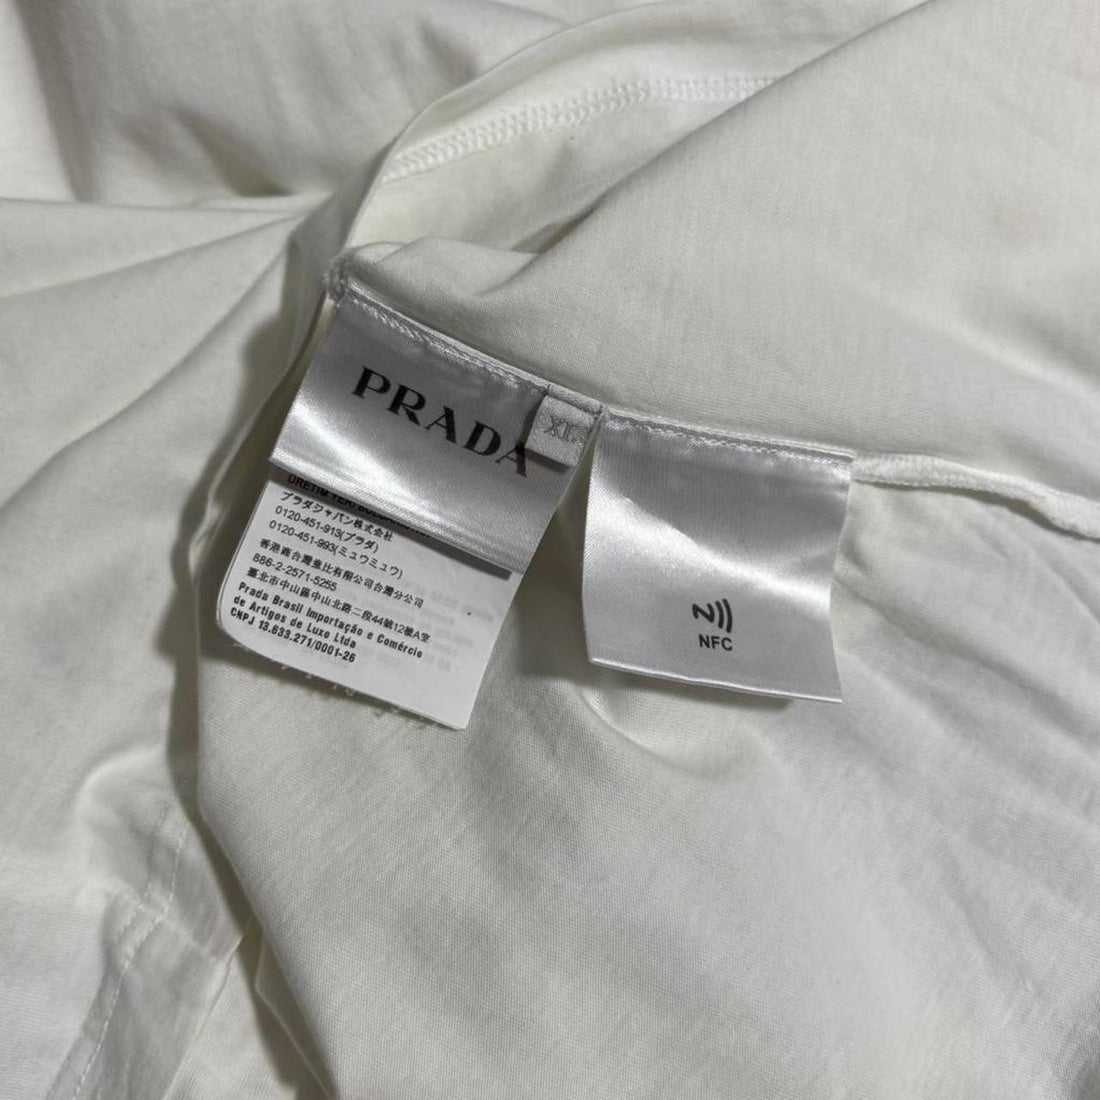 PRADA
XL
プラダジャパン株式会社
0120-451-913(プラダ)
0120-451-993(ミュウミュウ)
香港商台灣普比有限公司台灣分公司
886-2-2571-5255
臺北市中山區中山北路二段44號12樓A室
Prada Brasil Importação e Comércio
de Artigos de Luxo Ltda
CNPJ 13.633.271/0001-26
NFC